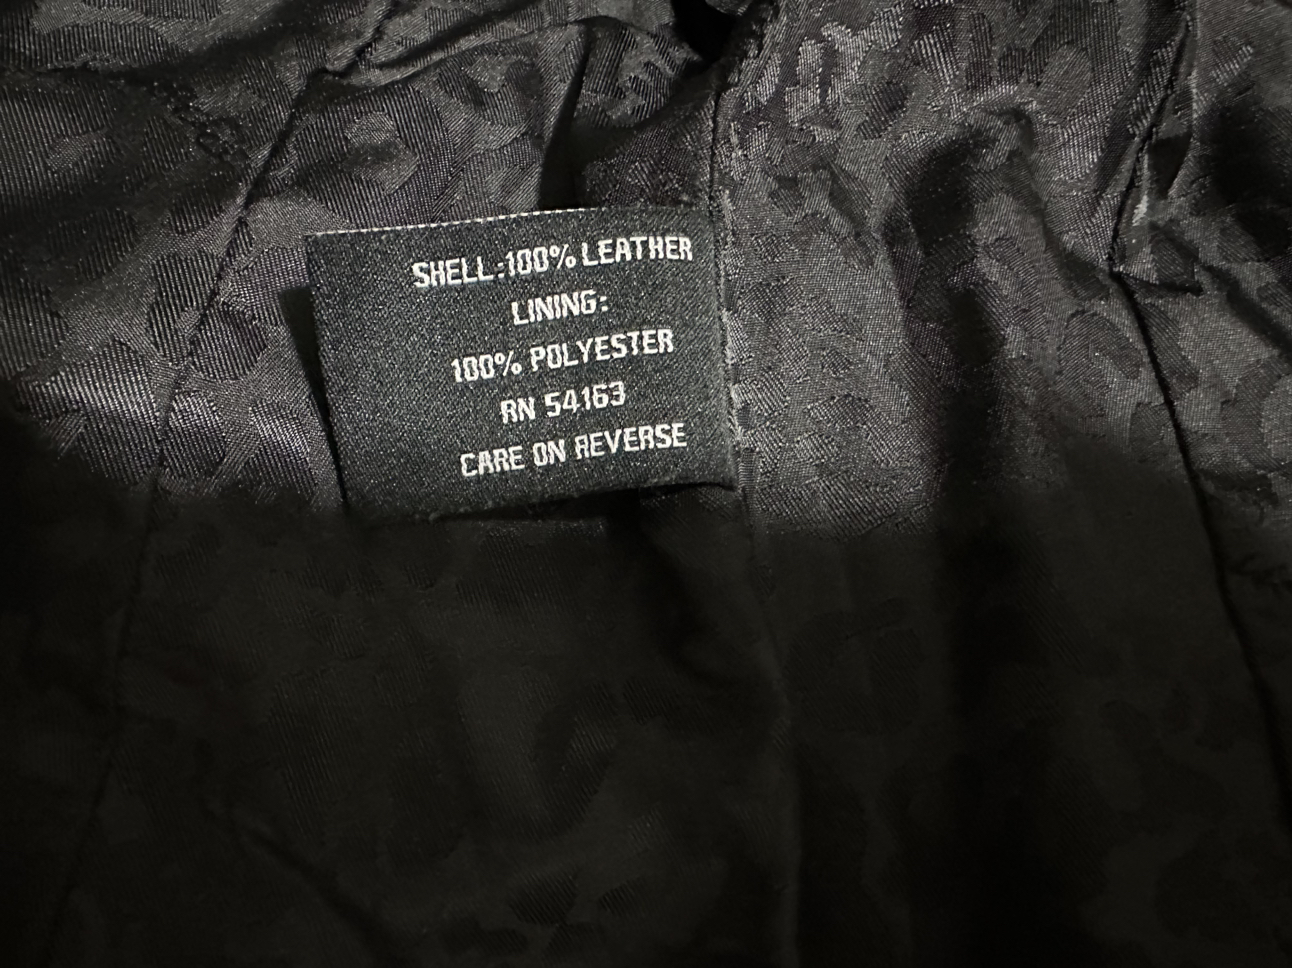 SHELL:100% LEATHER
LINING:
100% POLYESTER
RN 54163
CARE ON REVERSE